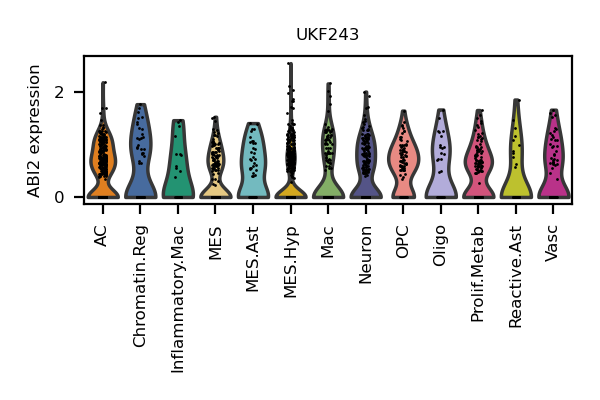 UKF243
ABI2 expression
2
0
AC
Chromatin.Reg
Inflammatory.Mac
MES
MES.Ast
MES.Hyp
Mac
Neuron
OPC
Oligo
Prolif.Metab
Reactive.Ast
Vasc